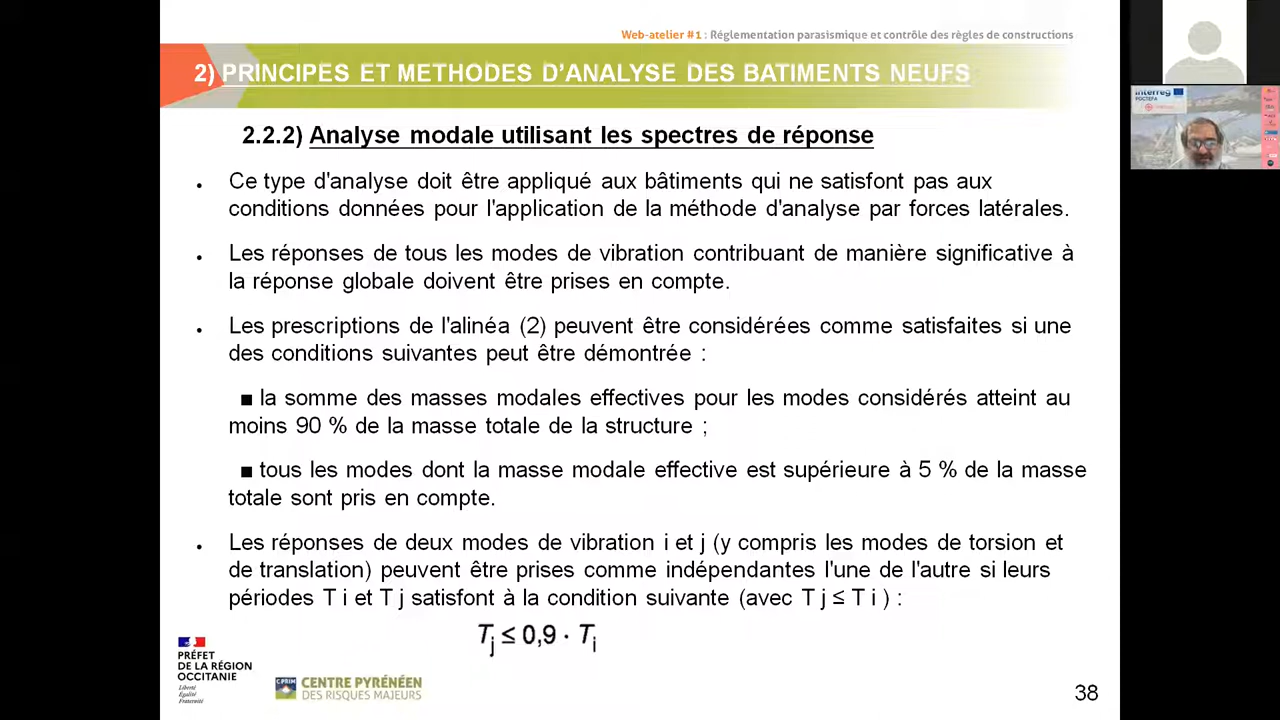 Web-atelier #1 : Réglementation parasismique et contrôle des règles de constructions
2) PRINCIPES ET METHODES D'ANALYSE DES BATIMENTS NEUFS
2.2.2) Analyse modale utilisant les spectres de réponse
• Ce type d'analyse doit être appliqué aux bâtiments qui ne satisfont pas aux
conditions données pour l'application de la méthode d'analyse par forces latérales.
• Les réponses de tous les modes de vibration contribuant de manière significative à
la réponse globale doivent être prises en compte.
• Les prescriptions de l'alinéa (2) peuvent être considérées comme satisfaites si une
des conditions suivantes peut être démontrée :
■ la somme des masses modales effectives pour les modes considérés atteint au
moins 90 % de la masse totale de la structure ;
■ tous les modes dont la masse modale effective est supérieure à 5 % de la masse
totale sont pris en compte.
• Les réponses de deux modes de vibration i et j (y compris les modes de torsion et
de translation) peuvent être prises comme indépendantes l'une de l'autre si leurs
périodes T i et T j satisfont à la condition suivante (avec T j ≤ T i ) :
Tj ≤ 0,9 · Ti
PRÉFET
DE LA RÉGION
OCCITANIE
Liberté
Égalité
Fraternité
CPRIM
CENTRE PYRÉNÉEN
DES RISQUES MAJEURS
38
Interreg
POCTEFA